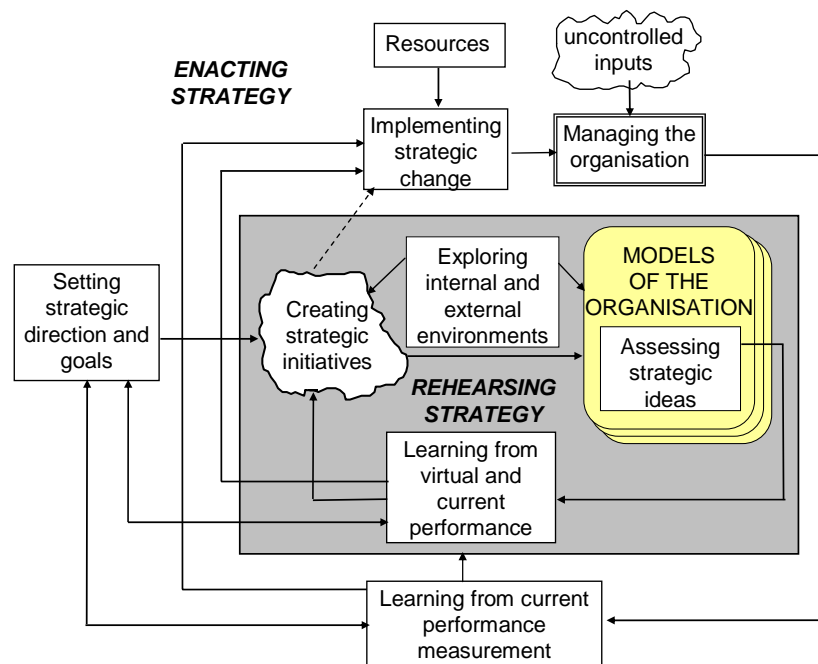 Resources
uncontrolled
inputs
ENACTING
STRATEGY
Implementing
strategic
change
Managing the
organisation
Setting
strategic
direction and
goals
Creating
strategic
initiatives
Exploring
internal and
external
environments
MODELS
OF THE
ORGANISATION
Assessing
strategic
ideas
REHEARSING
STRATEGY
Learning from
virtual and
current
performance
Learning from current
performance
measurement